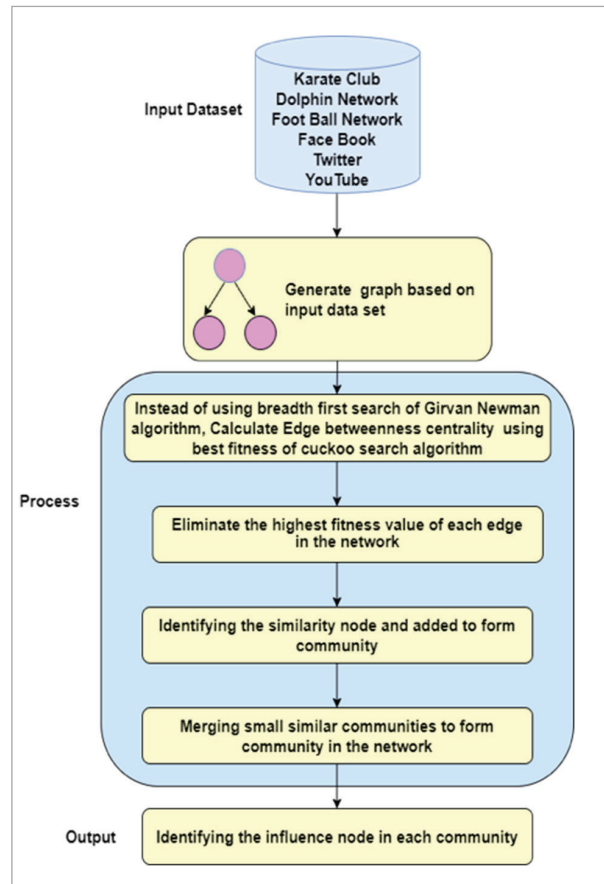 Karate Club
Dolphin Network
Input Dataset
Foot Ball Network
Face Book
Twitter
YouTube
Generate graph based on
input data set
Instead of using breadth first search of Girvan Newman
algorithm, Calculate Edge betweenness centrality using
best fitness of cuckoo search algorithm
Process
Eliminate the highest fitness value of each edge
in the network
Identifying the similarity node and added to form
community
Merging small similar communities to form
community in the network
Output
Identifying the influence node in each community